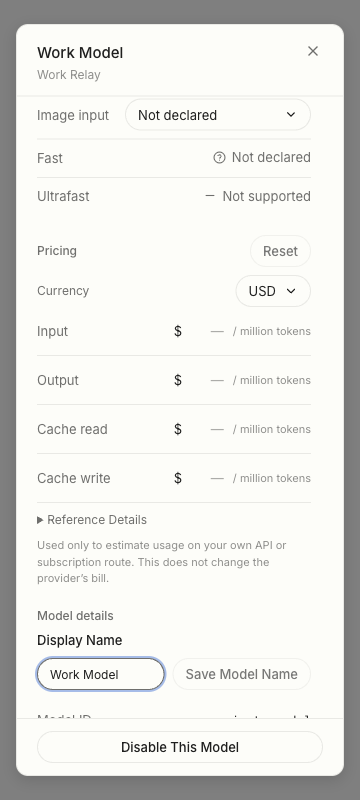 Work Model
Work Relay
Image input Not declared
Fast Not declared
Ultrafast — Not supported
Pricing Reset
Currency USD
Input $ — / million tokens
Output $ — / million tokens
Cache read $ — / million tokens
Cache write $ — / million tokens
Reference Details
Used only to estimate usage on your own API or
subscription route. This does not change the
provider’s bill.
Model details
Display Name
Work Model Save Model Name
Model ID
Disable This Model